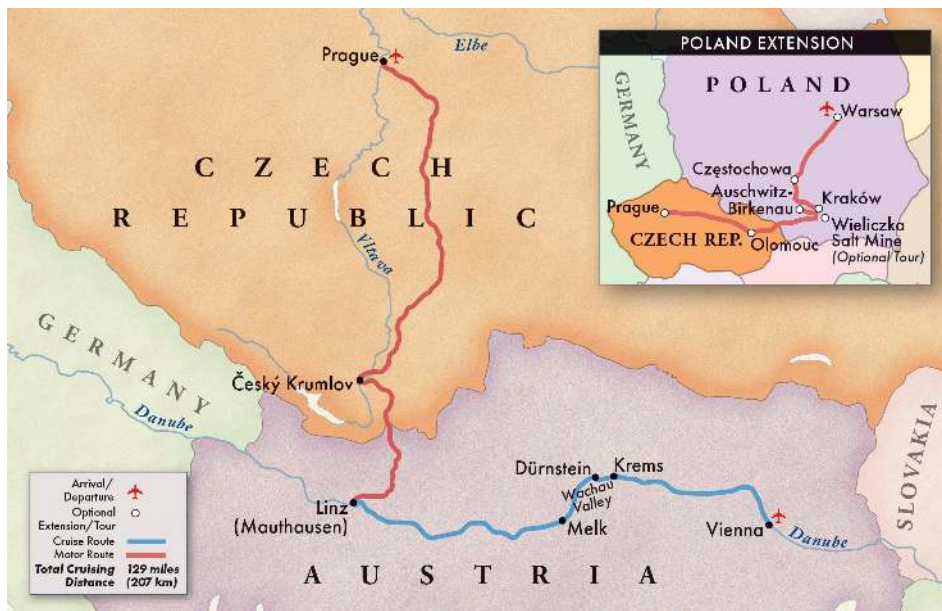 Prague
Elbe
CZECH
REPUBLIC
Vltava
GERMANY
Danube
Český Krumlov
Linz
(Mauthausen)
Dürnstein
Krems
Wachau
Valley
Melk
Vienna
Danube
AUSTRIA
SLOVAKIA
POLAND EXTENSION
GERMANY
POLAND
Warsaw
Częstochowa
Auschwitz-
Birkenau
Kraków
Prague
Wieliczka
Salt Mine
(Optional Tour)
CZECH REP.
Olomouc
Arrival/
Departure
Optional
Extension/Tour
Cruise Route
Motor Route
Total Cruising 129 miles
Distance (207 km)